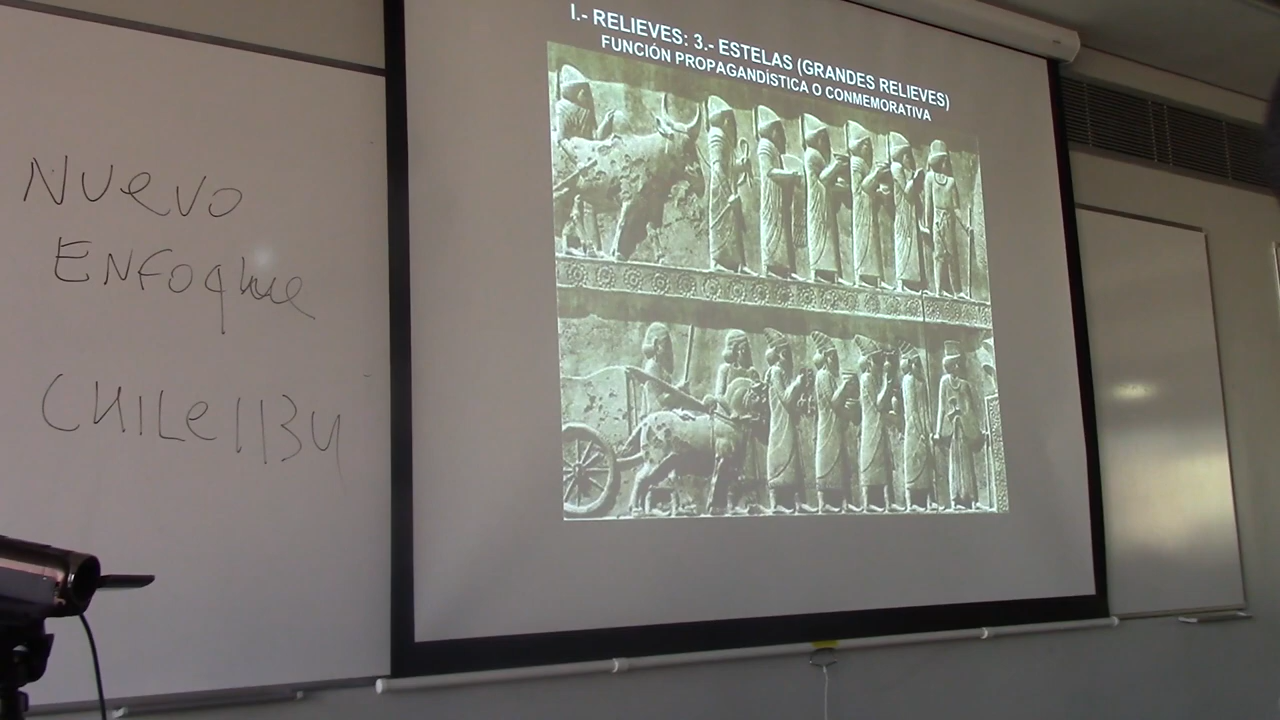 I.- RELIEVES: 3.- ESTELAS (GRANDES RELIEVES)
FUNCIÓN PROPAGANDÍSTICA O CONMEMORATIVA
NUevO
ENFOque
CHILe1134